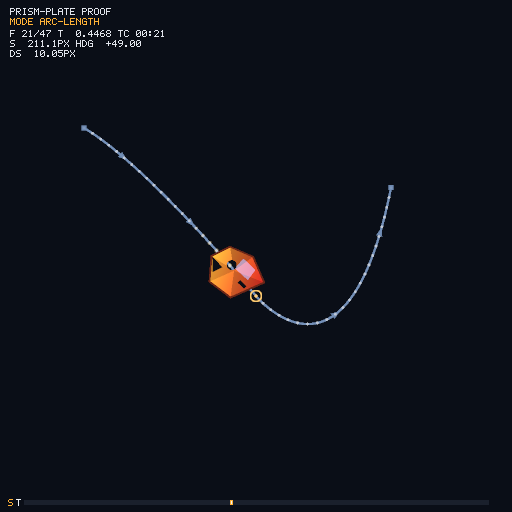 PRISM-PLATE PROOF
MODE ARC-LENGTH
F 21/47 T  0.4468 TC 00:21
S  211.1PX HDG  +49.00
DS  10.05PX
ST